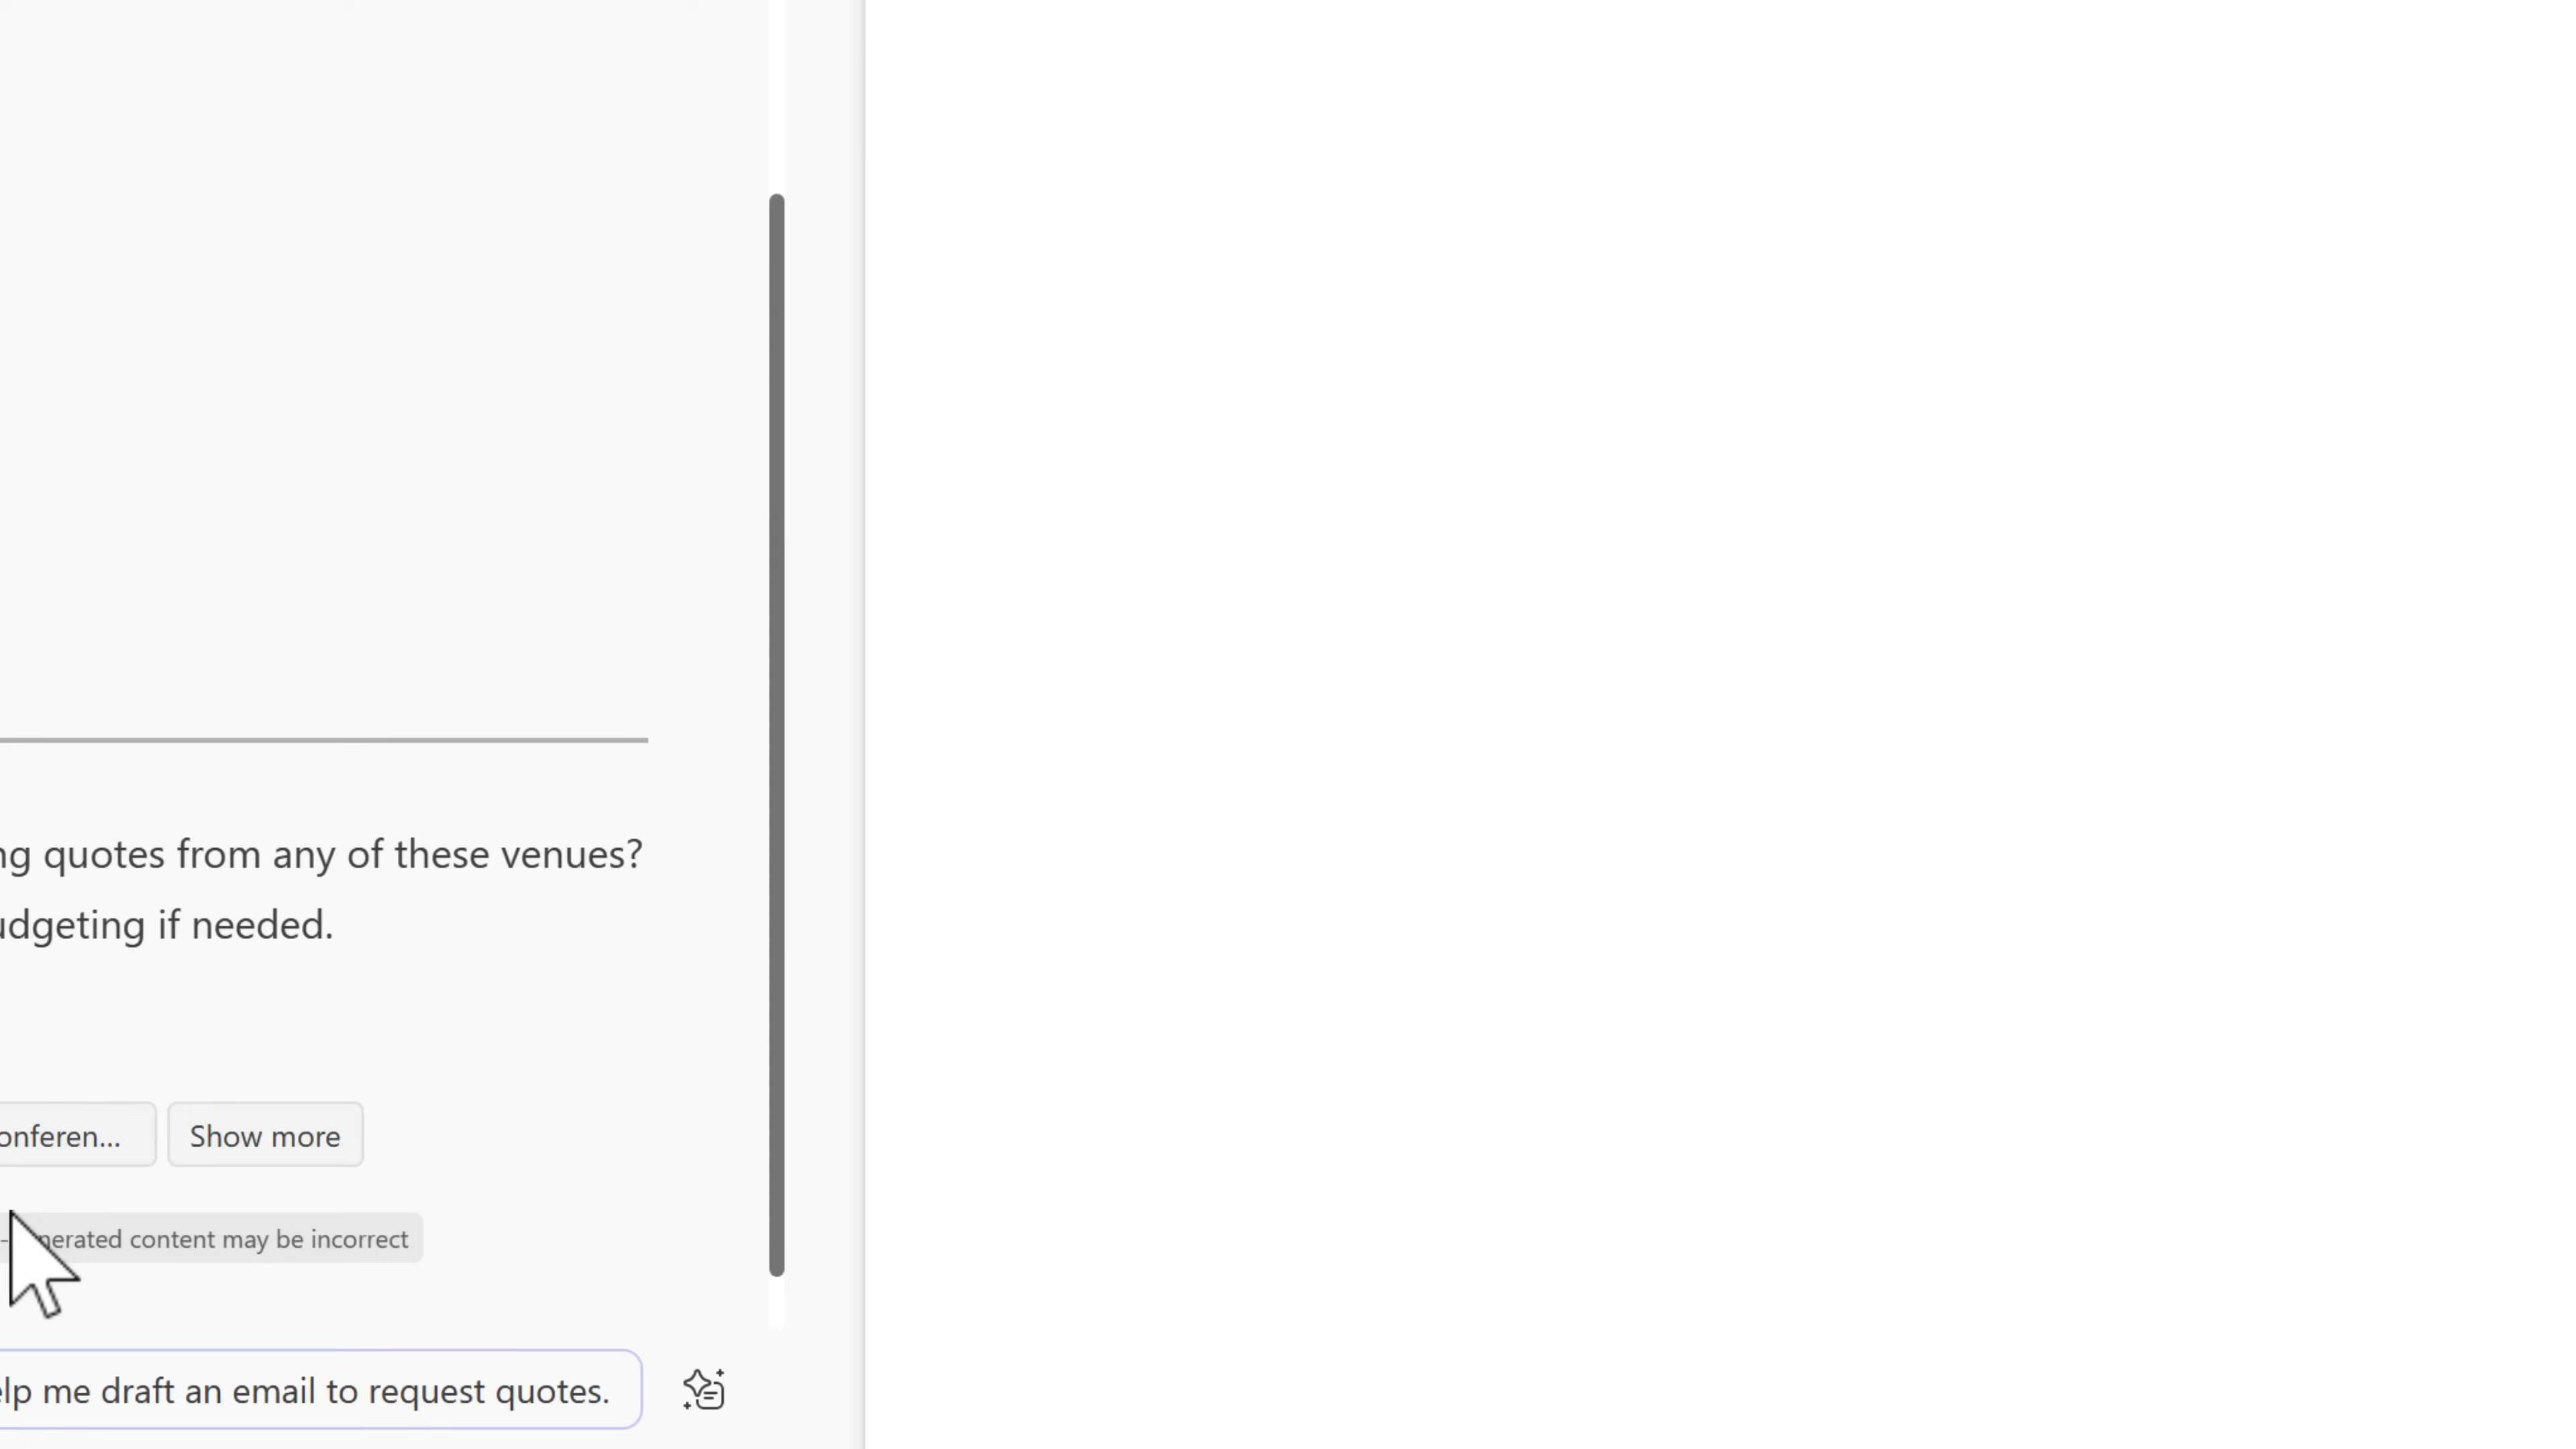 ng quotes from any of these venues?
udgeting if needed.
onferen... Show more
nerated content may be incorrect
elp me draft an email to request quotes.